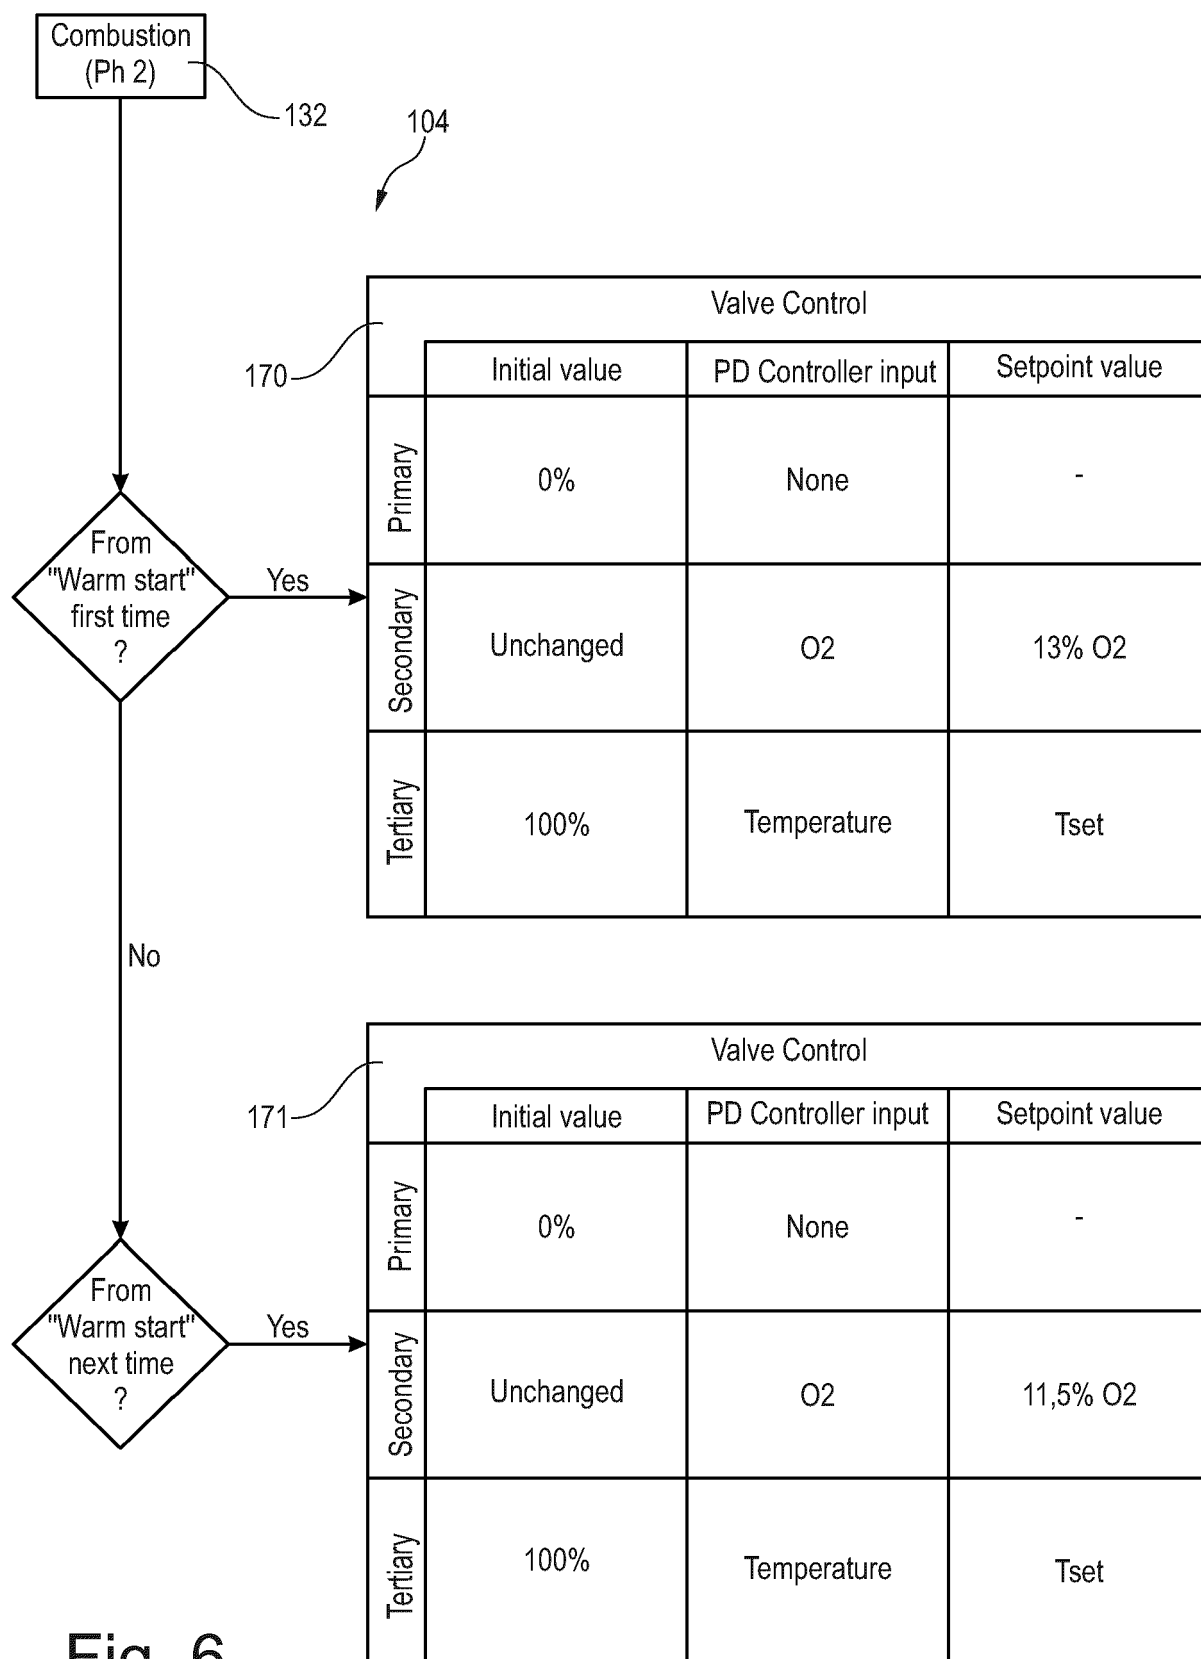 Combustion
(Ph 2)
132
104
Valve Control
170
Initial value PD Controller input Setpoint value
Primary 0% None -
From
"Warm start"
first time
?
Yes
Secondary Unchanged O2 13% O2
Tertiary 100% Temperature Tset
No
Valve Control
171
Initial value PD Controller input Setpoint value
Primary 0% None -
From
"Warm start"
next time
?
Yes
Secondary Unchanged O2 11,5% O2
Tertiary 100% Temperature Tset
Fig. 6